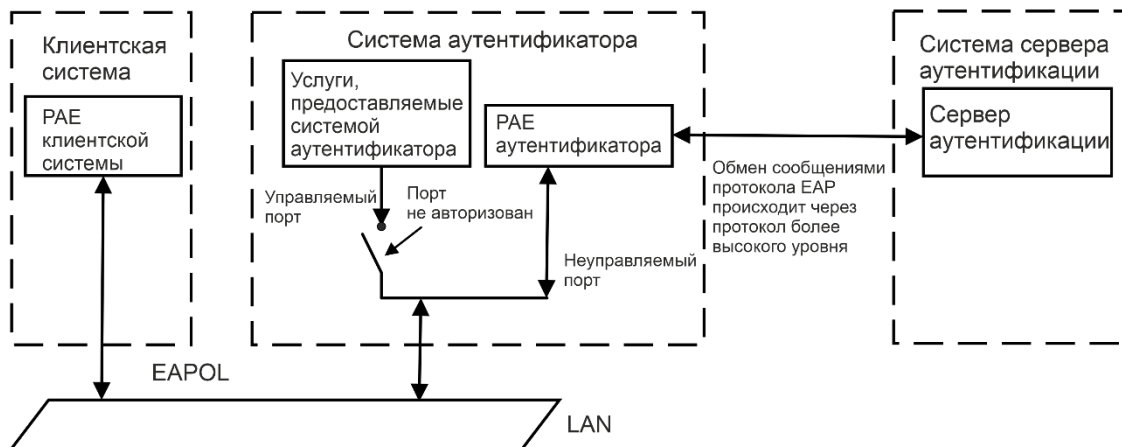 Клиентская
система
PAE
клиентской
системы
Система аутентификатора
Услуги,
предоставляемые
системой
аутентификатора
PAE
аутентификатора
Управляемый
порт
Порт
не авторизован
Неуправляемый
порт
Обмен сообщениями
протокола EAP
происходит через
протокол более
высокого уровня
Система сервера
аутентификации
Сервер
аутентификации
EAPOL
LAN